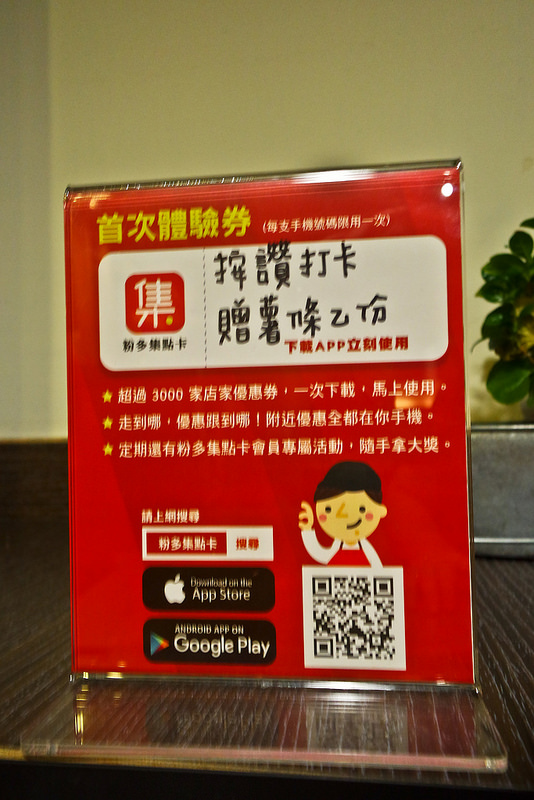 首次體驗券 (每支手機號碼限用一次)
集
粉多集點卡
按讚打卡
贈薯條乙份
下載APP立刻使用
★ 超過 3000 家店家優惠券，一次下載，馬上使用。
★ 走到哪，優惠跟到哪！附近優惠全都在你手機。
★ 定期還有粉多集點卡會員專屬活動，隨手拿大獎。
請上網搜尋
粉多集點卡 搜尋
Download on the
App Store
ANDROID APP ON
Google Play